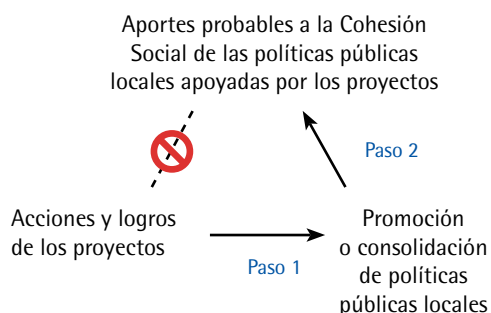 Aportes probables a la Cohesión
Social de las políticas públicas
locales apoyadas por los proyectos
Paso 2
Acciones y logros
de los proyectos
Paso 1
Promoción
o consolidación
de políticas
públicas locales